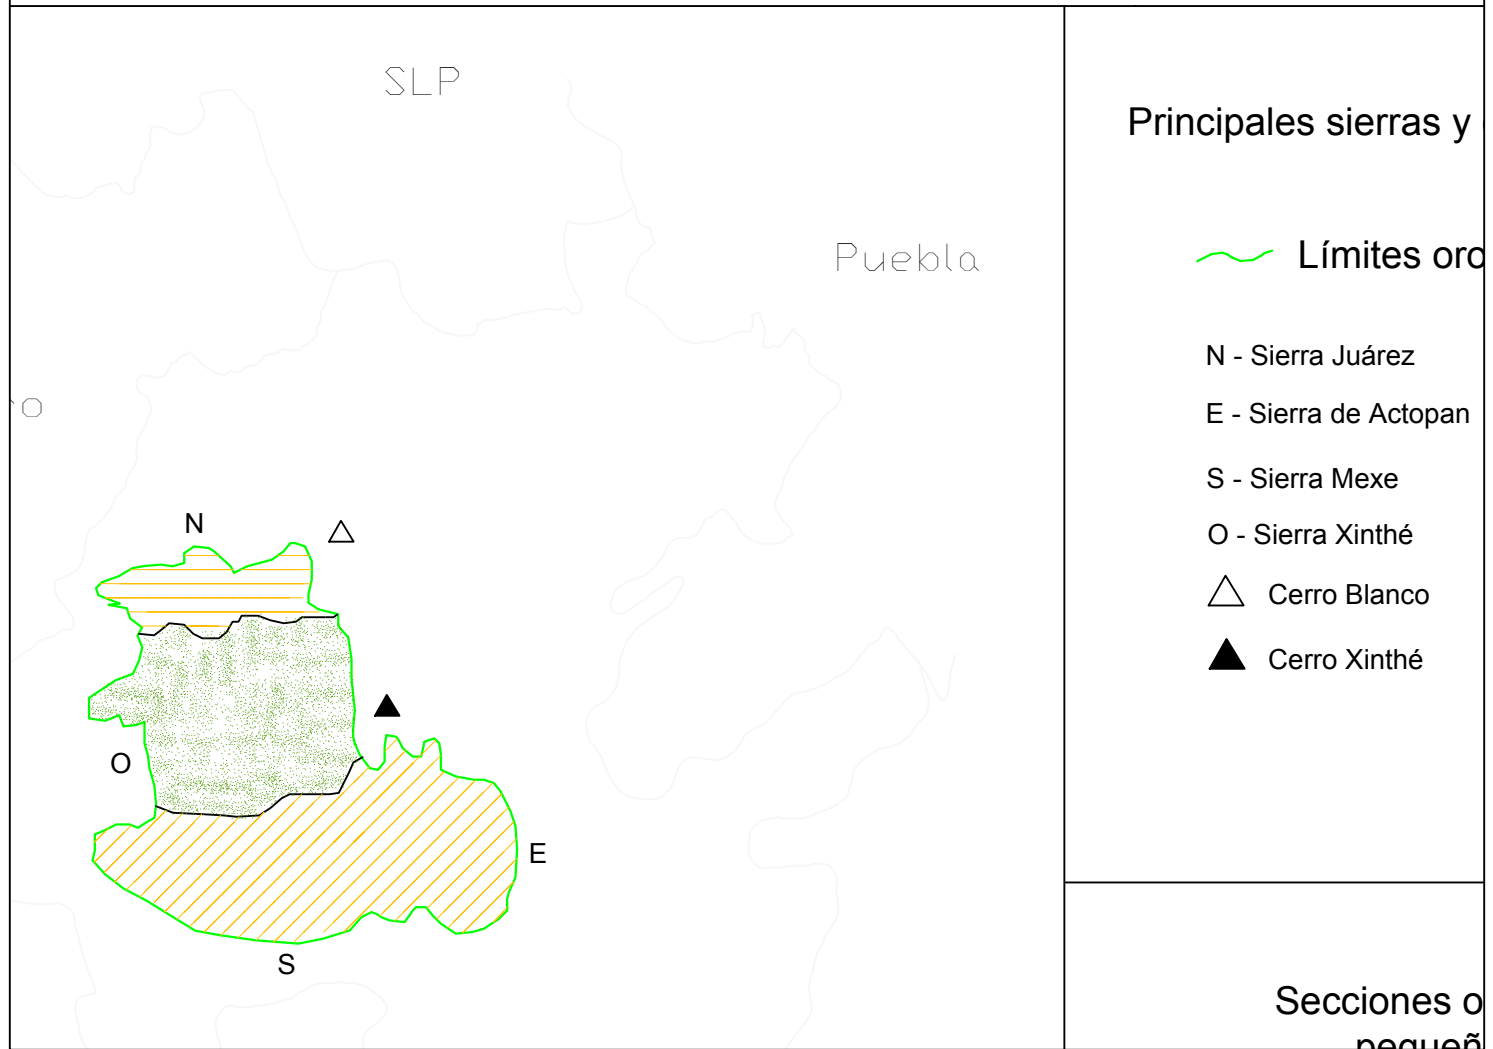 SLP
Puebla
o
N
O
E
S
Principales sierras y
Límites oro
N - Sierra Juárez
E - Sierra de Actopan
S - Sierra Mexe
O - Sierra Xinthé
Cerro Blanco
Cerro Xinthé
Secciones o
pequeñ